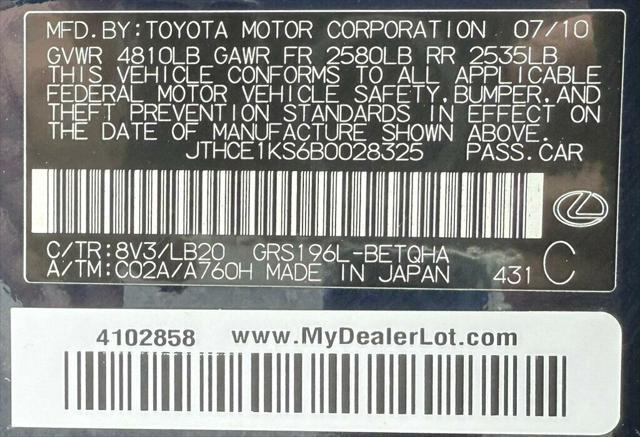 MFD.BY:TOYOTA MOTOR CORPORATION 07/10
GVWR 4810LB GAWR FR 2580LB RR 2535LB
THIS VEHICLE CONFORMS TO ALL APPLICABLE
FEDERAL MOTOR VEHICLE SAFETY,BUMPER,AND
THEFT PREVENTION STANDARDS IN EFFECT ON
THE DATE OF MANUFACTURE SHOWN ABOVE.
JTHCE1KS6B0028325 PASS.CAR
C/TR:8V3/LB20 GRS196L-BETQHA
A/TM:C02A/A760H MADE IN JAPAN 431 C
4102858 www.MyDealerLot.com